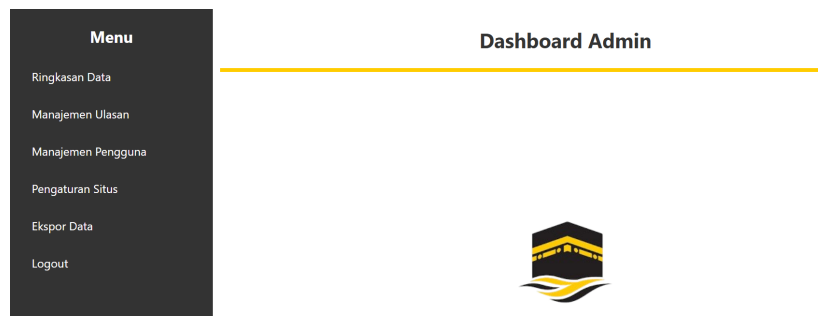 Menu
Ringkasan Data
Manajemen Ulasan
Manajemen Pengguna
Pengaturan Situs
Ekspor Data
Logout
Dashboard Admin